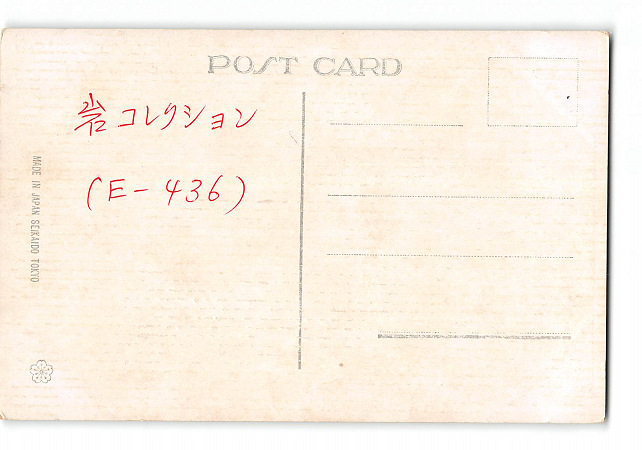 POST CARD
岩コレクション
(E-436)
MADE IN JAPAN SEIKAIDO TOKYO